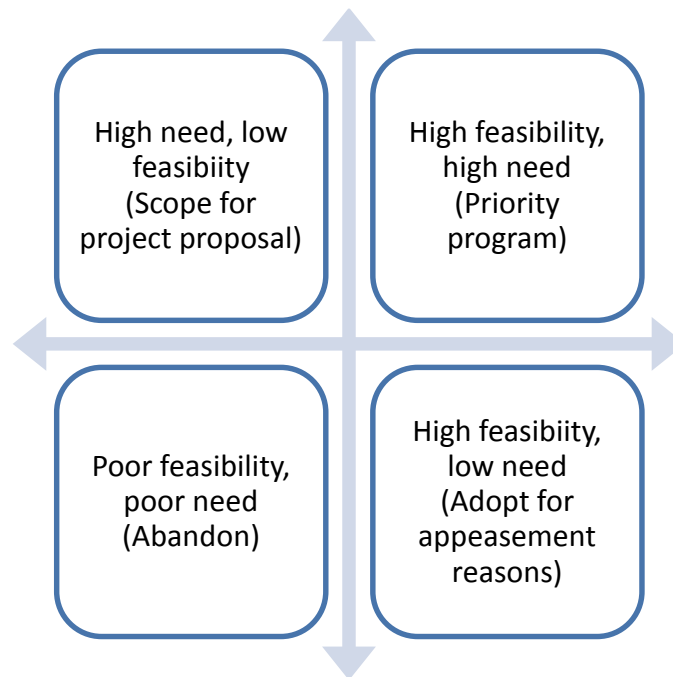 High need, low
feasibiity
(Scope for
project proposal)
High feasibility,
high need
(Priority
program)
Poor feasibility,
poor need
(Abandon)
High feasibiity,
low need
(Adopt for
appeasement
reasons)